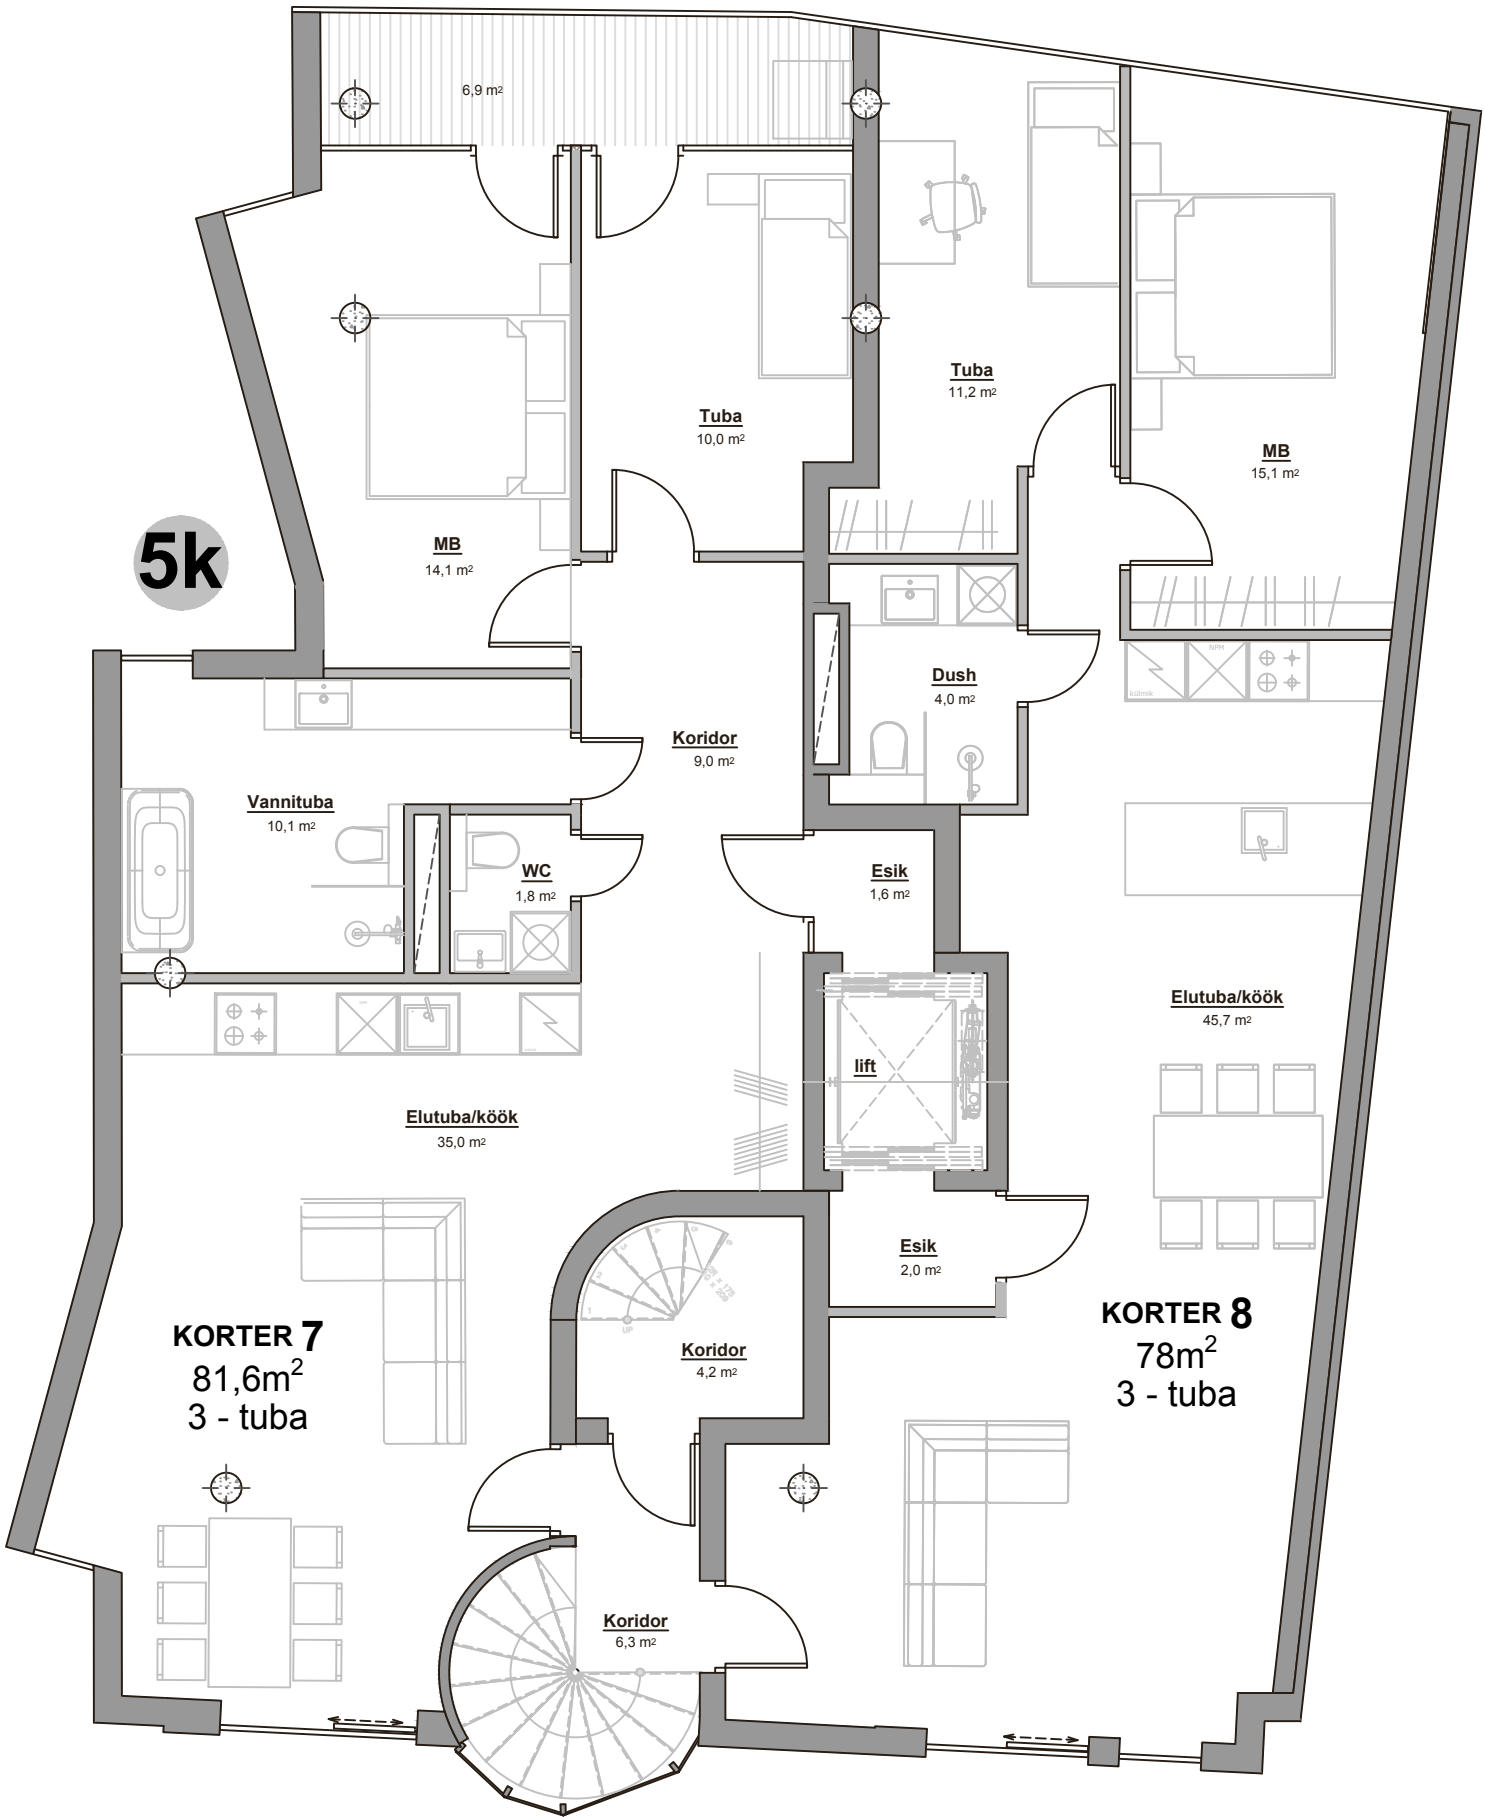 6,9 m²
Tuba
11,2 m²
Tuba
10,0 m²
MB
15,1 m²
5k
MB
14,1 m²
NPM
külmik
Dush
4,0 m²
Koridor
9,0 m²
Vannituba
10,1 m²
WC
1,8 m²
Esik
1,6 m²
Elutuba/köök
45,7 m²
lift
Elutuba/köök
35,0 m²
Esik
2,0 m²
KORTER 7
81,6m²
3 - tuba
UP
Koridor
4,2 m²
KORTER 8
78m²
3 - tuba
Koridor
6,3 m²